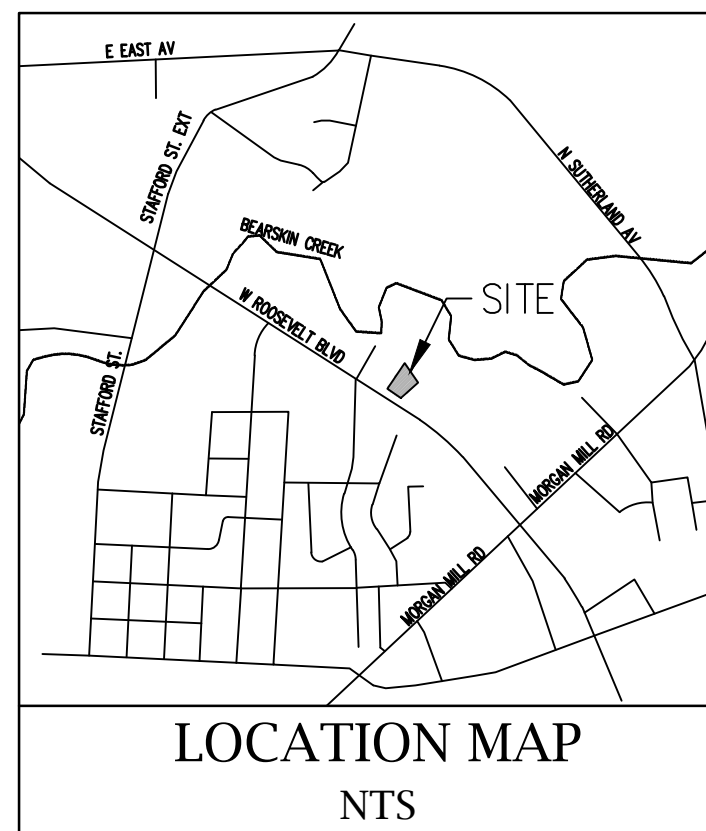 E EAST AV
STAFFORD ST. EXT
N SUTHERLAND AV
BEARSKIN CREEK
W ROOSEVELT BLVD
SITE
STAFFORD ST.
MORGAN MILL RD
MORGAN MILL RD
LOCATION MAP
NTS